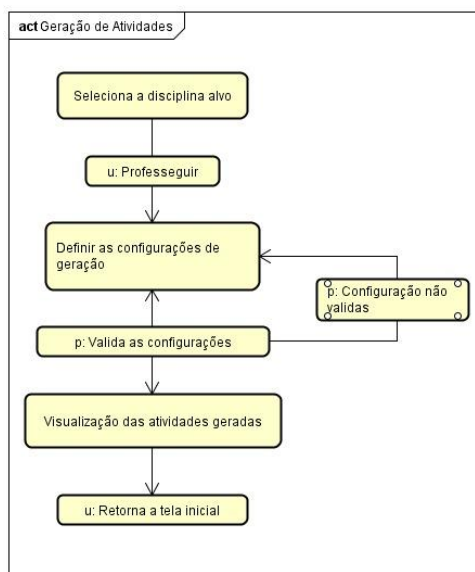 act Geração de Atividades
Seleciona a disciplina alvo
u: Professeguir
Definir as configurações de
geração
p: Configuração não
validas
p: Valida as configurações
Visualização das atividades geradas
u: Retorna a tela inicial